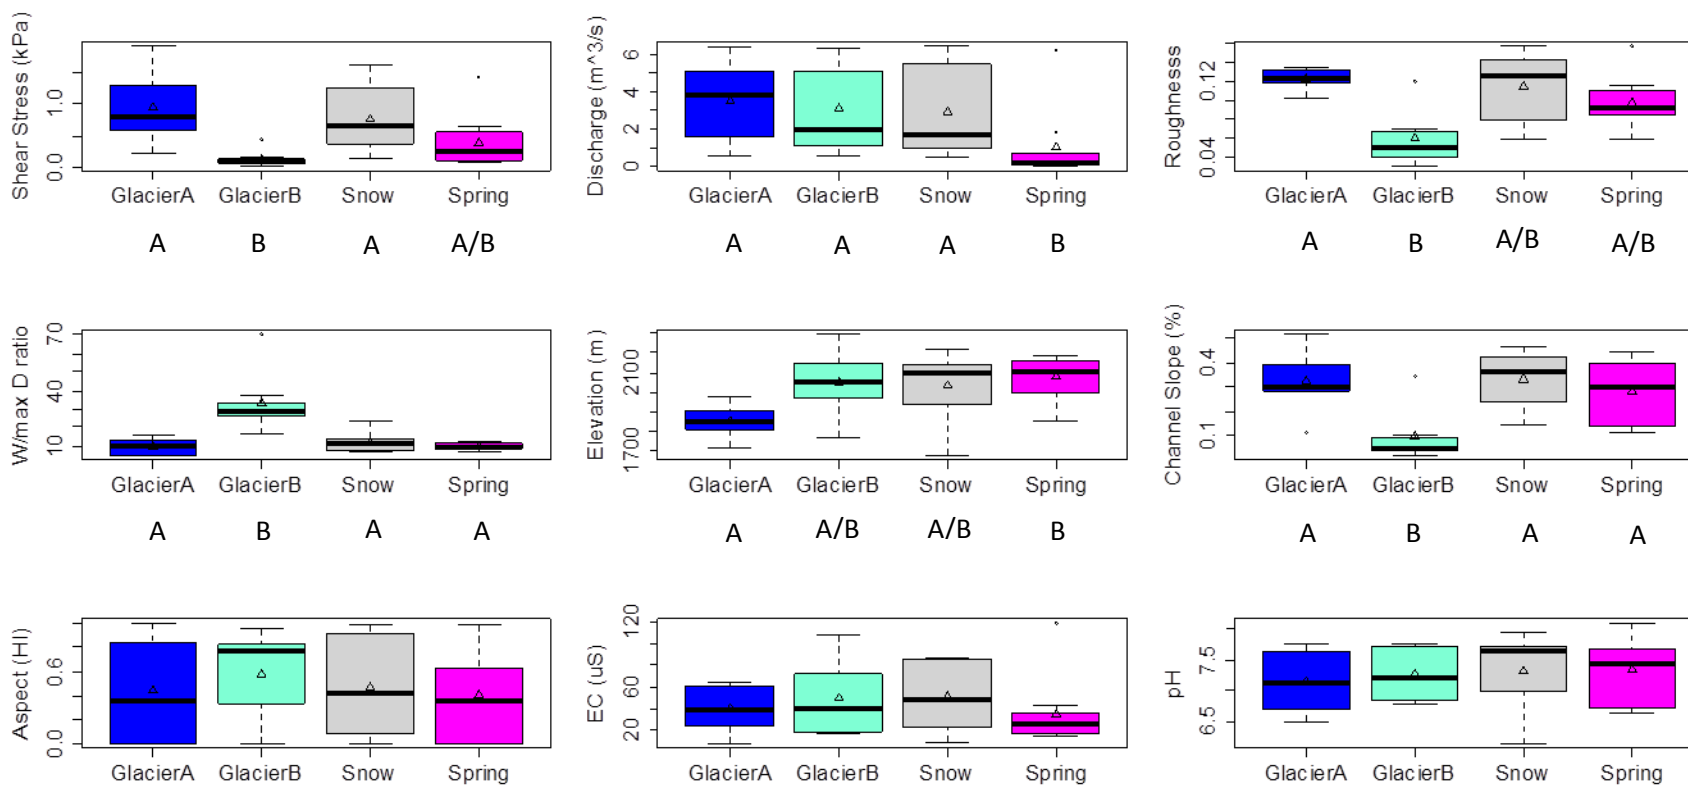 Shear Stress (kPa)
0.0 1.0
GlacierA GlacierB Snow Spring
A B A A/B
Discharge (m^3/s)
0 2 4 6
GlacierA GlacierB Snow Spring
A A A B
Roughnesss
0.04 0.12
GlacierA GlacierB Snow Spring
A B A/B A/B
W/max D ratio
10 40 70
GlacierA GlacierB Snow Spring
A B A A
Elevation (m)
1700 2100
GlacierA GlacierB Snow Spring
A A/B A/B B
Channel Slope (%)
0.1 0.4
GlacierA GlacierB Snow Spring
A B A A
Aspect (HI)
0.0 0.6
GlacierA GlacierB Snow Spring
EC (uS)
20 60 120
GlacierA GlacierB Snow Spring
pH
6.5 7.5
GlacierA GlacierB Snow Spring